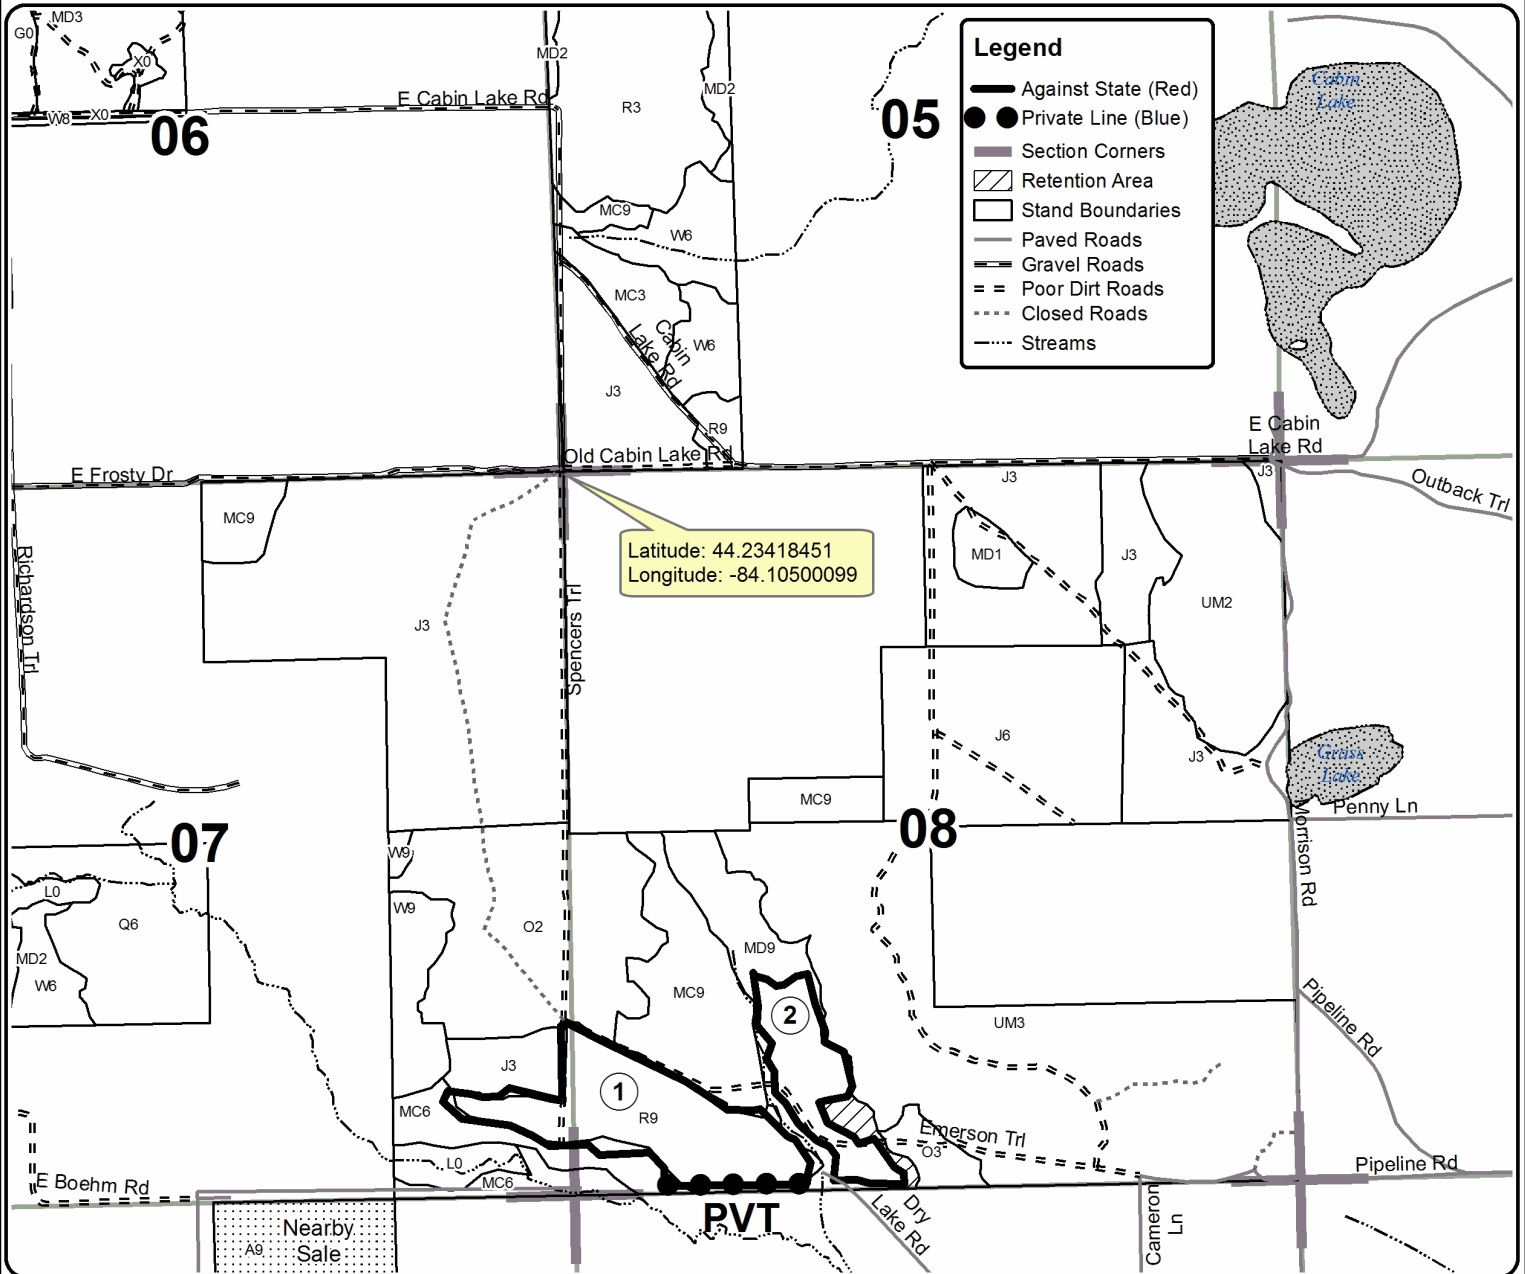 MD3
G0
X0
W8
X0
06
E Cabin Lake Rd
MD2
R3
MD2
05
Legend
Against State (Red)
Private Line (Blue)
Section Corners
Retention Area
Stand Boundaries
Paved Roads
Gravel Roads
Poor Dirt Roads
Closed Roads
Streams
Cabin
Lake
MC9
W6
MC3
Cabin
Lake Rd
W6
J3
R9
Old Cabin Lake Rd
E Frosty Dr
E Cabin
Lake Rd
J3
J3
Outback Trl
MC9
Latitude: 44.23418451
Longitude: -84.10500099
MD1
J3
UM2
Richardson Trl
J3
Spencers Trl
J6
J3
Grass
Lake
MC9
Penny Ln
07
08
Morrison Rd
W9
L0
W9
Q6
O2
MD2
W6
MD9
MC9
2
UM3
Pipeline Rd
J3
1
R9
MC6
Emerson Trl
O3
L0
MC6
E Boehm Rd
Pipeline Rd
PVT
Dry
Lake Rd
Cameron
Ln
Nearby
Sale
A9